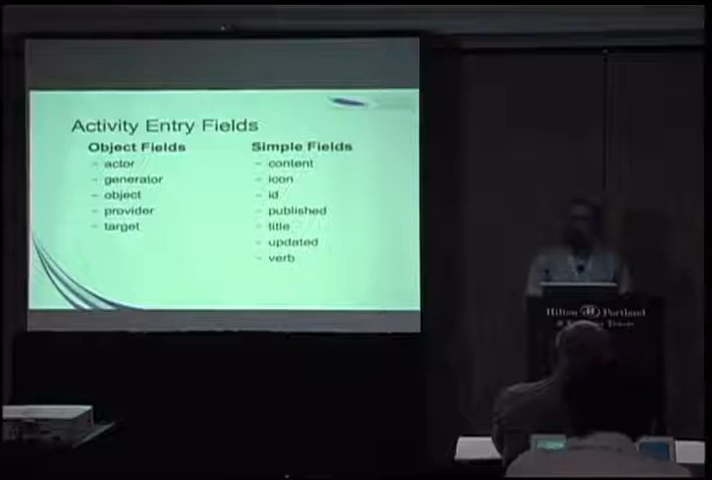 Activity Entry Fields
Object Fields
- actor
- generator
- object
- provider
- target
Simple Fields
- content
- icon
- id
- published
- title
- updated
- verb
Hilton Portland
& Towers